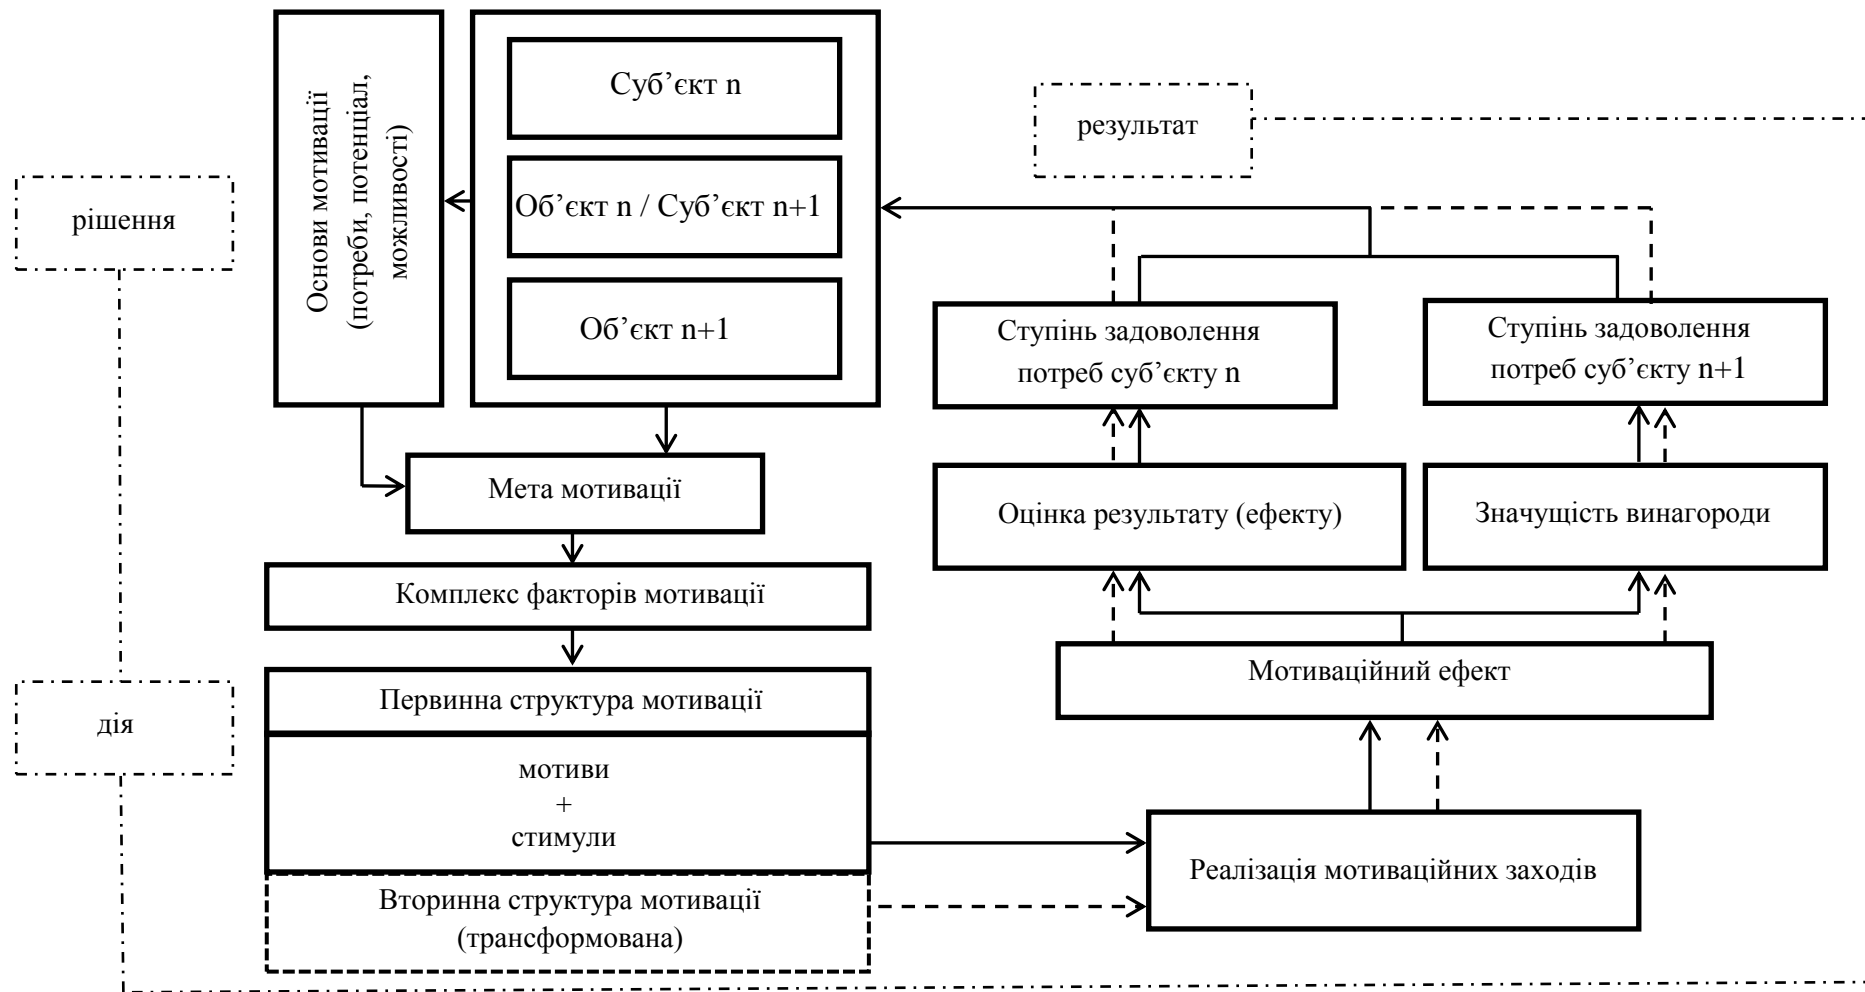 Основи мотивації
(потреби, потенціал,
можливості)
Суб’єкт n
Об’єкт n / Суб’єкт n+1
Об’єкт n+1
результат
рішення
Ступінь задоволення
потреб суб’єкту n
Ступінь задоволення
потреб суб’єкту n+1
Мета мотивації
Оцінка результату (ефекту)
Значущість винагороди
Комплекс факторів мотивації
Мотиваційний ефект
Первинна структура мотивації
дія
мотиви
+
стимули
Реалізація мотиваційних заходів
Вторинна структура мотивації
(трансформована)